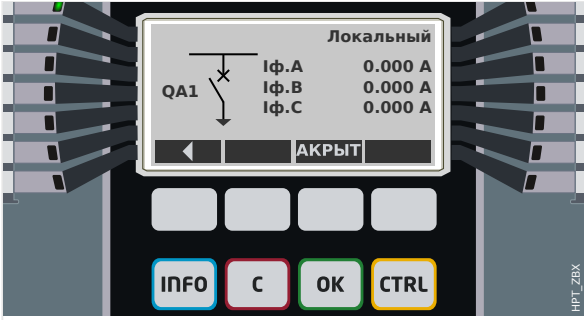 Локальный
Iф.A 0.000 A
QA1 Iф.B 0.000 A
Iф.C 0.000 A
АКРЫТ
INFO C OK CTRL
HPT_ZBX